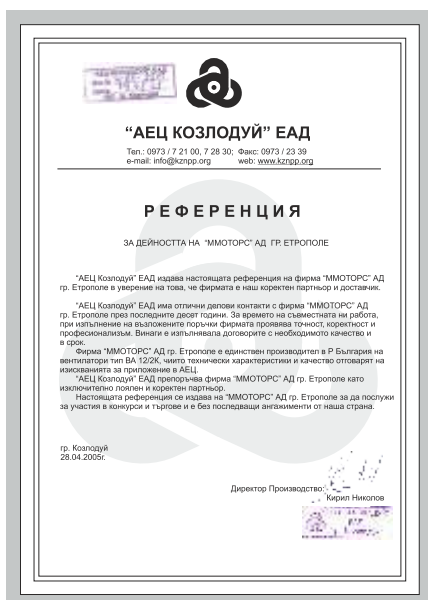 “АЕЦ КОЗЛОДУЙ” ЕАД
Тел.: 0973 / 7 21 00, 7 28 30; Факс: 0973 / 23 39
e-mail: info@kznpp.org web: www.kznpp.org
РЕФЕРЕНЦИЯ
ЗА ДЕЙНОСТТА НА “ММОТОРС” АД ГР. ЕТРОПОЛЕ
“АЕЦ Козлодуй” ЕАД издава настоящата референция на фирма “ММОТОРС” АД
гр. Етрополе в уверение на това, че фирмата е наш коректен партньор и доставчик.
“АЕЦ Козлодуй” ЕАД има отлични делови контакти с фирма “ММОТОРС” АД
гр. Етрополе през последните десет години. За времето на съвместната ни работа,
при изпълнение на възложените поръчки фирмата проявява точност, коректност и
професионализъм. Винаги е изпълнявала договорите с необходимото качество и
в срок.
Фирма “ММОТОРС” АД гр. Етрополе е единствен производител в Р България на
вентилатори тип ВА 12/2К, чиито технически характеристики и качество отговарят на
изискванията за приложение в АЕЦ.
“АЕЦ Козлодуй” ЕАД препоръчва фирма “ММОТОРС” АД гр. Етрополе като
изключително лоялен и коректен партньор.
Настоящата референция се издава на “ММОТОРС” АД гр. Етрополе за да послужи
за участия в конкурси и търгове и е без последващи ангажименти от наша страна.
гр. Козлодуй
28.04.2005г.
Директор Производство:
Кирил Николов